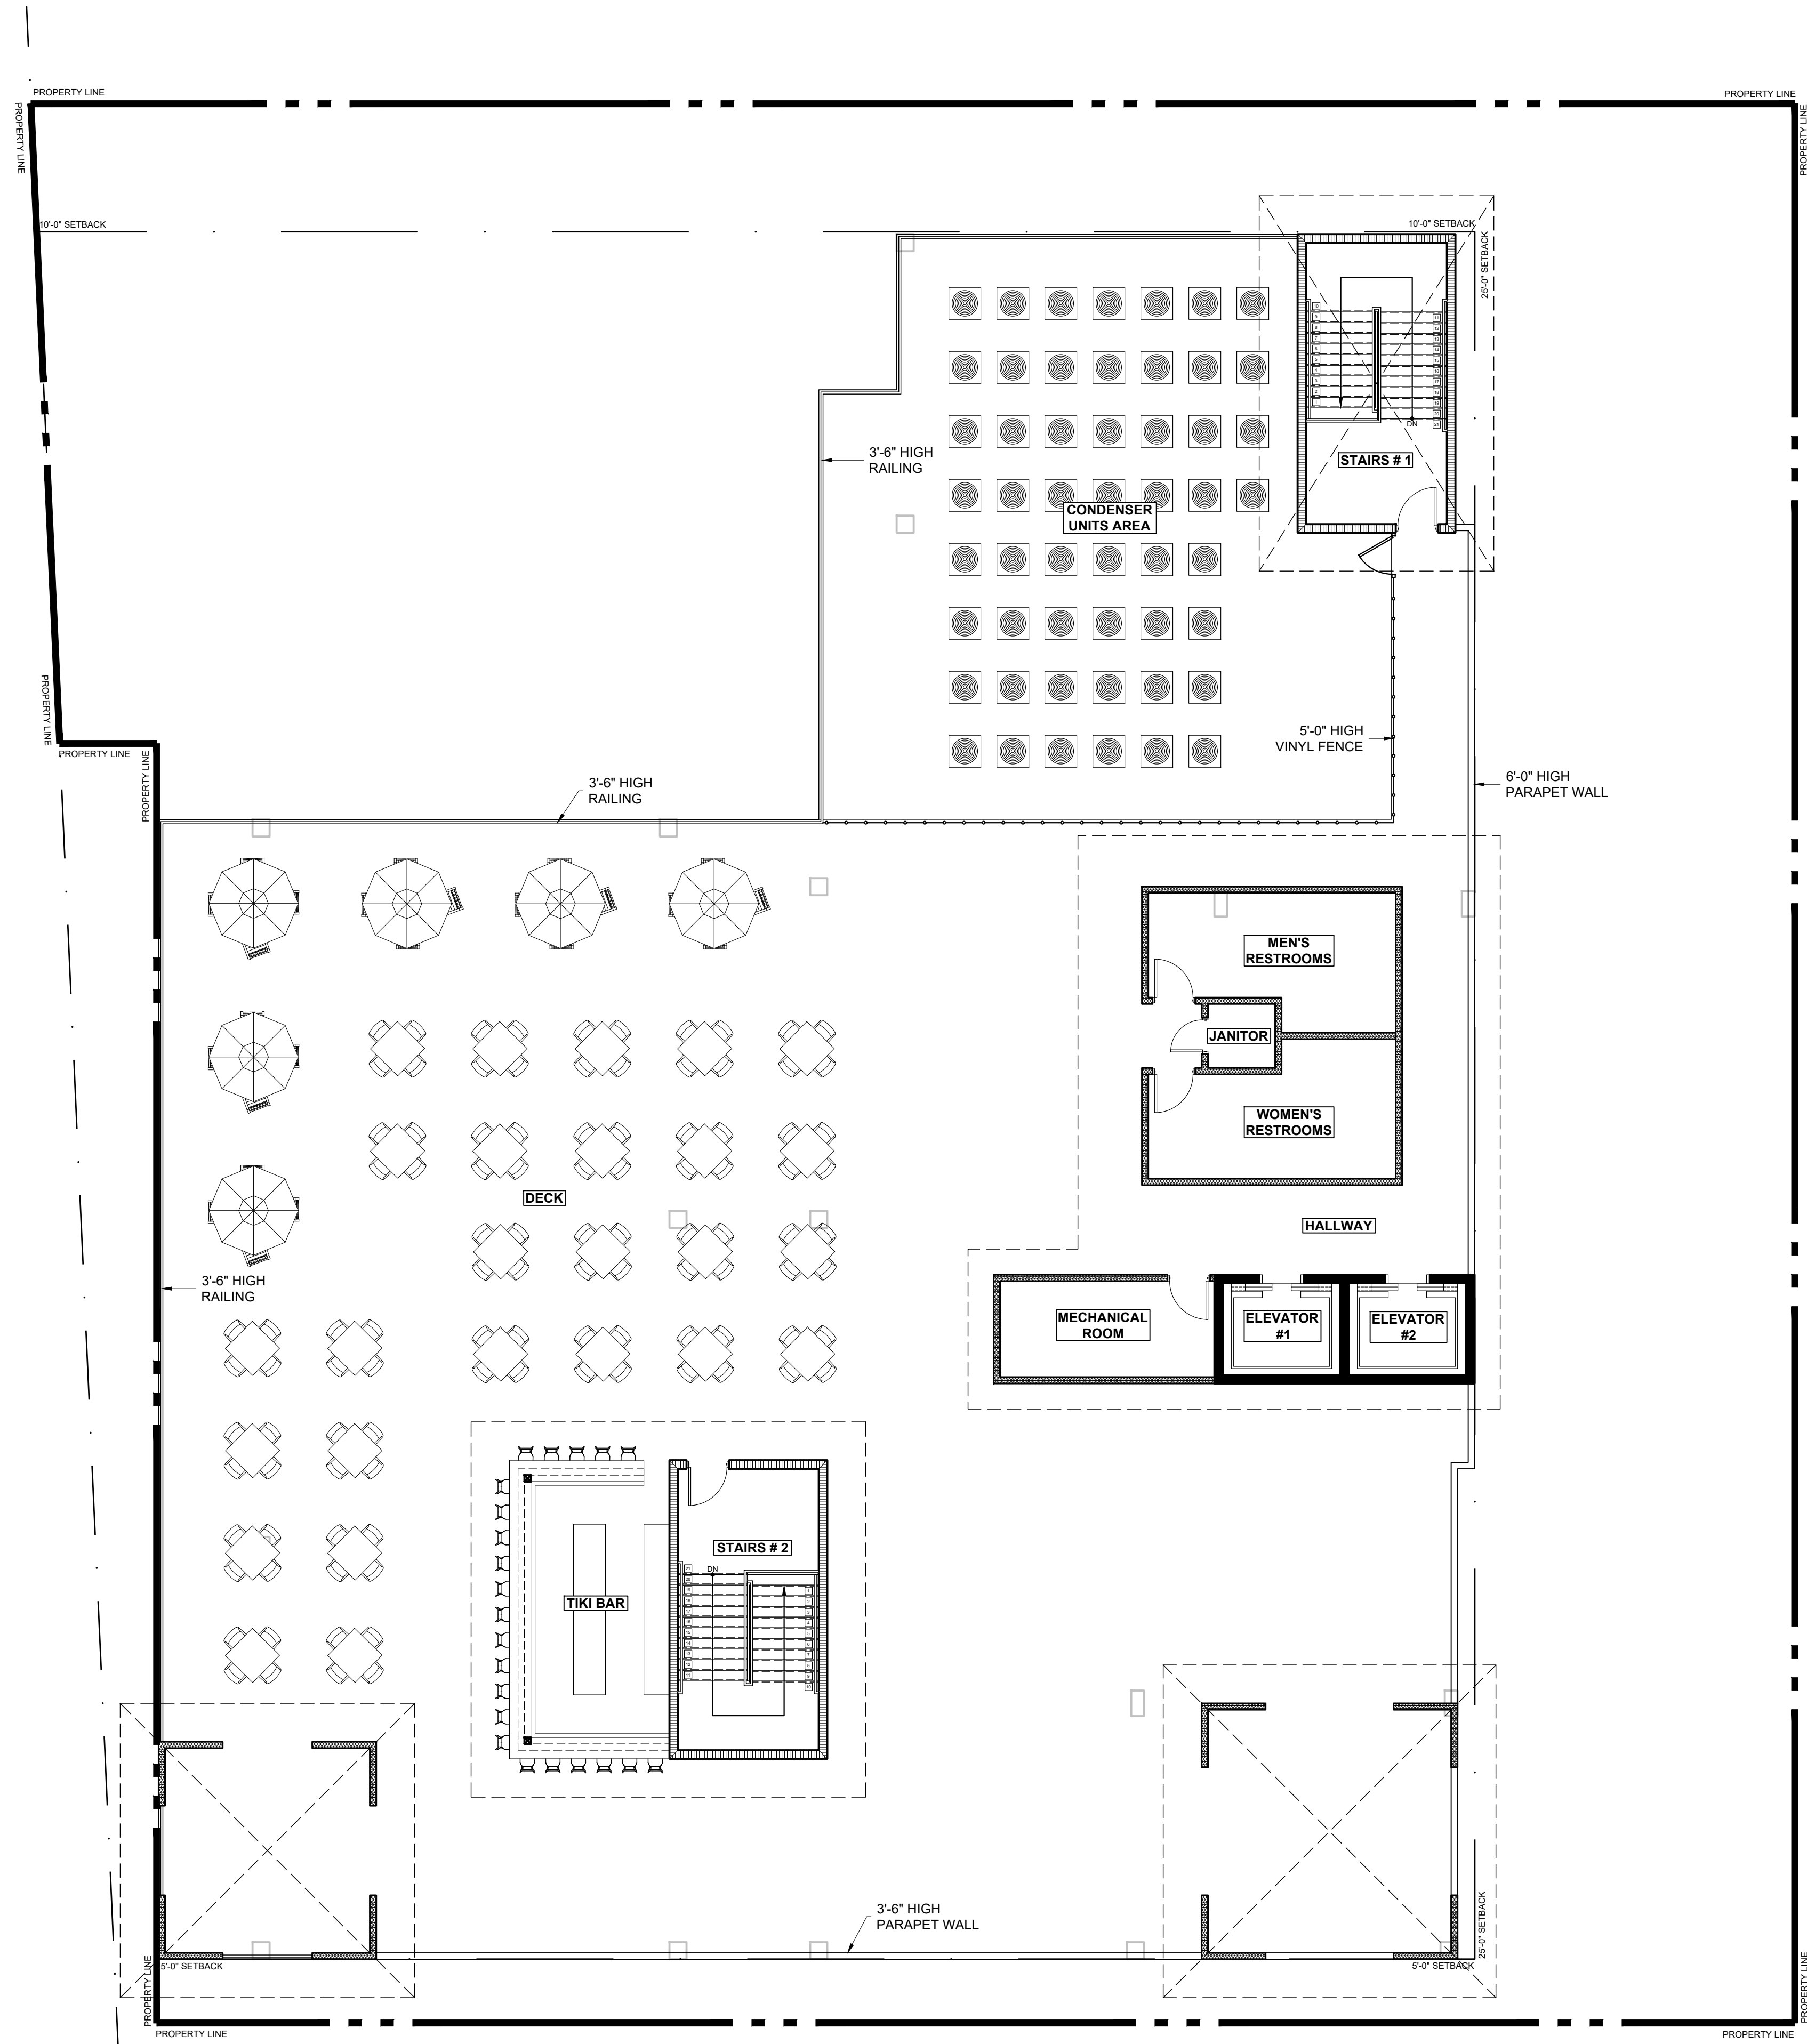 PROPERTY LINE
PROPERTY LINE
PROPERTY LINE
PROPERTY LINE
10'-0" SETBACK
10'-0" SETBACK
25'-0" SETBACK
3'-6" HIGH
RAILING
DN
STAIRS # 1
CONDENSER
UNITS AREA
PROPERTY LINE
PROPERTY LINE
PROPERTY LINE
5'-0" HIGH
VINYL FENCE
3'-6" HIGH
RAILING
6'-0" HIGH
PARAPET WALL
MEN'S
RESTROOMS
JANITOR
WOMEN'S
RESTROOMS
DECK
HALLWAY
3'-6" HIGH
RAILING
MECHANICAL
ROOM
ELEVATOR
#1
ELEVATOR
#2
STAIRS # 2
DN
TIKI BAR
3'-6" HIGH
PARAPET WALL
25'-0" SETBACK
5'-0" SETBACK
5'-0" SETBACK
PROPERTY LINE
PROPERTY LINE
PROPERTY LINE
PROPERTY LINE